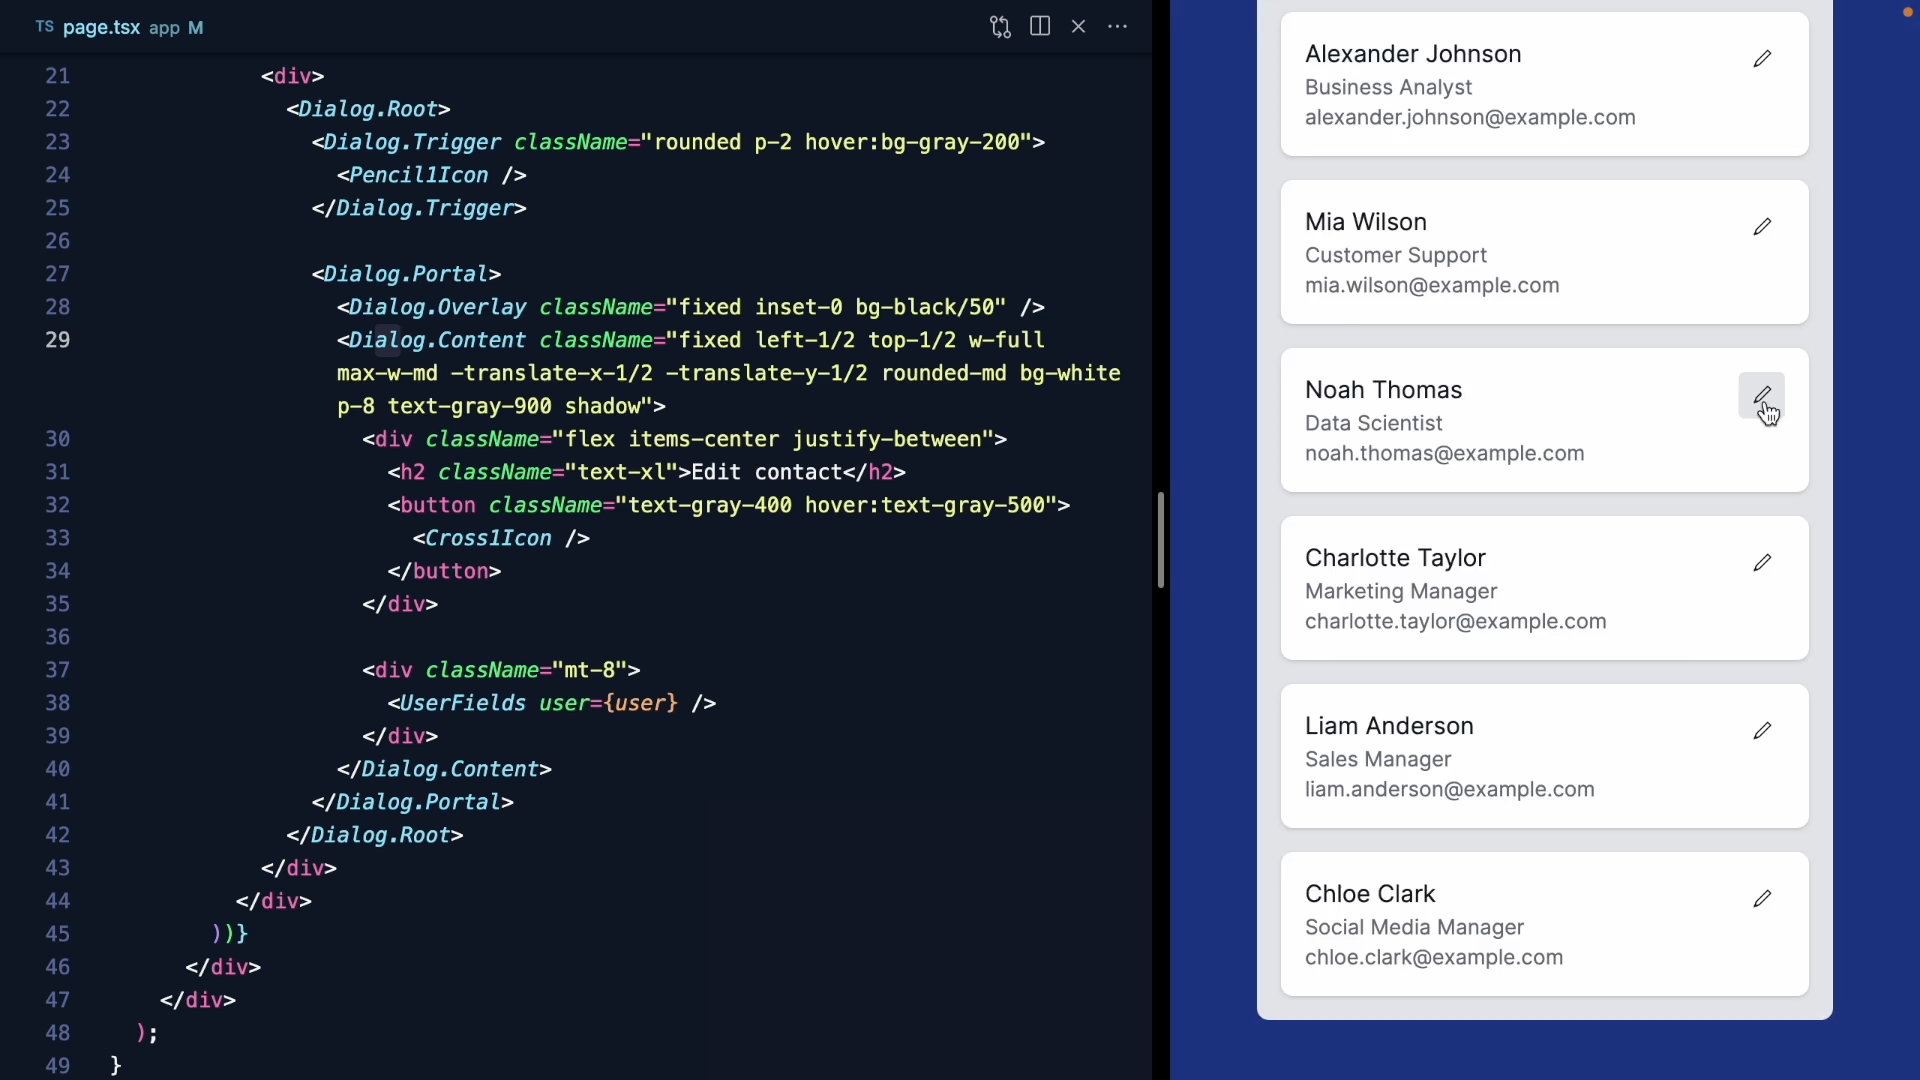 TS page.tsx app M
21 <div>
22 <Dialog.Root>
23 <Dialog.Trigger className="rounded p-2 hover:bg-gray-200">
24 <Pencil1Icon />
25 </Dialog.Trigger>
26
27 <Dialog.Portal>
28 <Dialog.Overlay className="fixed inset-0 bg-black/50" />
29 <Dialog.Content className="fixed left-1/2 top-1/2 w-full
max-w-md -translate-x-1/2 -translate-y-1/2 rounded-md bg-white
p-8 text-gray-900 shadow">
30 <div className="flex items-center justify-between">
31 <h2 className="text-xl">Edit contact</h2>
32 <button className="text-gray-400 hover:text-gray-500">
33 <Cross1Icon />
34 </button>
35 </div>
36
37 <div className="mt-8">
38 <UserFields user={user} />
39 </div>
40 </Dialog.Content>
41 </Dialog.Portal>
42 </Dialog.Root>
43 </div>
44 </div>
45 ))}
46 </div>
47 </div>
48 );
49 }
Alexander Johnson
Business Analyst
alexander.johnson@example.com
Mia Wilson
Customer Support
mia.wilson@example.com
Noah Thomas
Data Scientist
noah.thomas@example.com
Charlotte Taylor
Marketing Manager
charlotte.taylor@example.com
Liam Anderson
Sales Manager
liam.anderson@example.com
Chloe Clark
Social Media Manager
chloe.clark@example.com